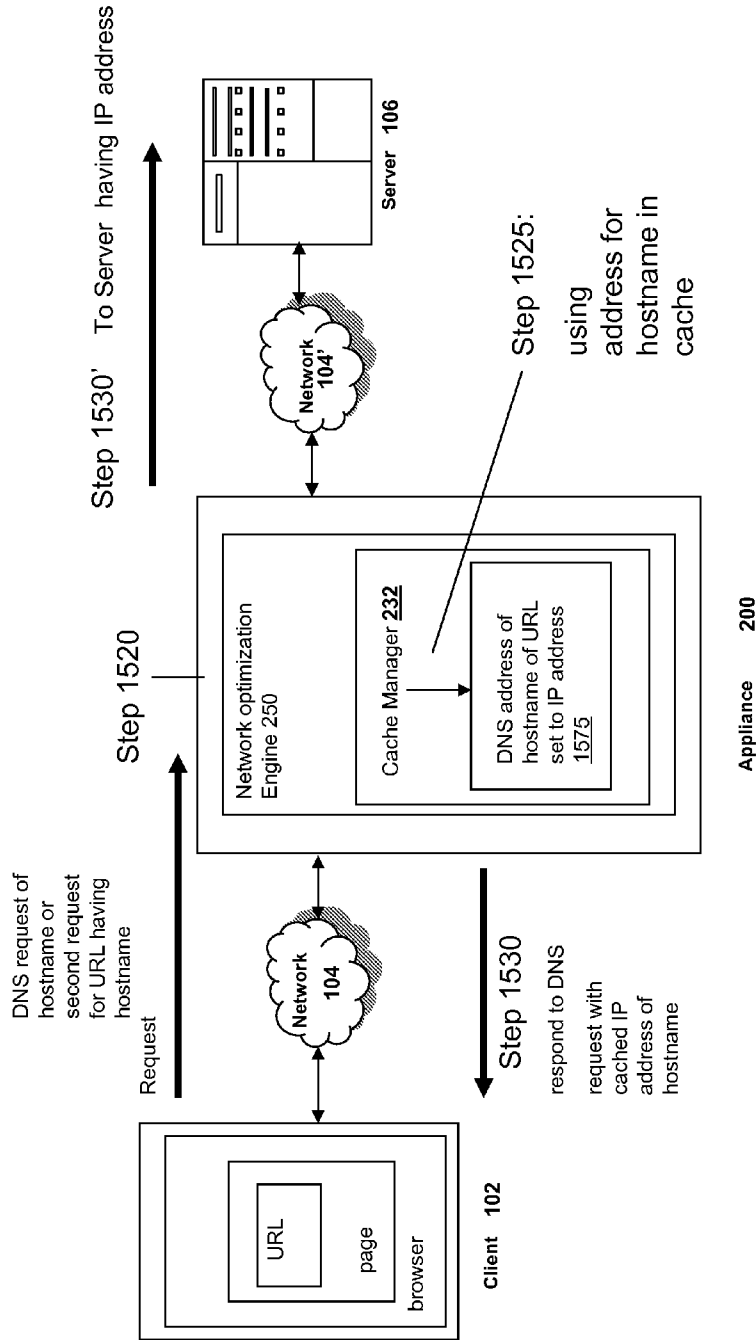 DNS request of
hostname or
second request
for URL having
hostname
Request
Step 1520
Step 1530’ To Server having IP address
URL
page
browser
Client 102
Network
104
Network optimization
Engine 250
Cache Manager 232
DNS address of
hostname of URL
set to IP address
1575
Appliance 200
Network
104’
Server 106
Step 1525:
using
address for
hostname in
cache
Step 1530
respond to DNS
request with
cached IP
address of
hostname